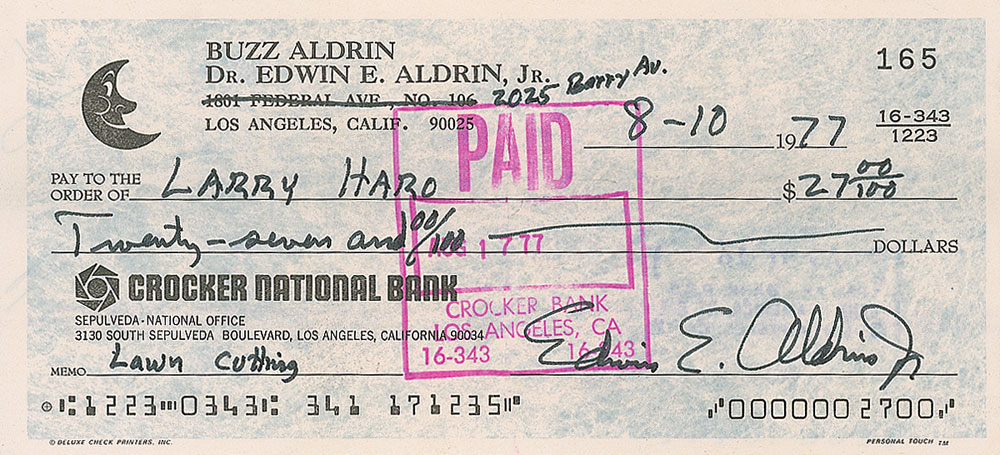 BUZZ ALDRIN
165
DR. EDWIN E. ALDRIN, JR.
1801 FEDERAL AVE., NO. 106 2025 Barry Av.
LOS ANGELES, CALIF. 90025
8-10 1977
16-343
1223
PAID
PAY TO THE
ORDER OF LARRY HARO $27 00/100
Twenty-seven and 00/100 DOLLARS
AUG 17 77
CROCKER NATIONAL BANK
CROCKER BANK
LOS ANGELES, CA
16-343 16-343
SEPULVEDA-NATIONAL OFFICE
3130 SOUTH SEPULVEDA BOULEVARD, LOS ANGELES, CALIFORNIA 90034
MEMO Lawn cutting
Edwin E. Aldrin Jr
⑆1223⑉0343⑆ 341 171235⑈ ⑇0000002700⑇
© DELUXE CHECK PRINTERS, INC.
PERSONAL TOUCH TM